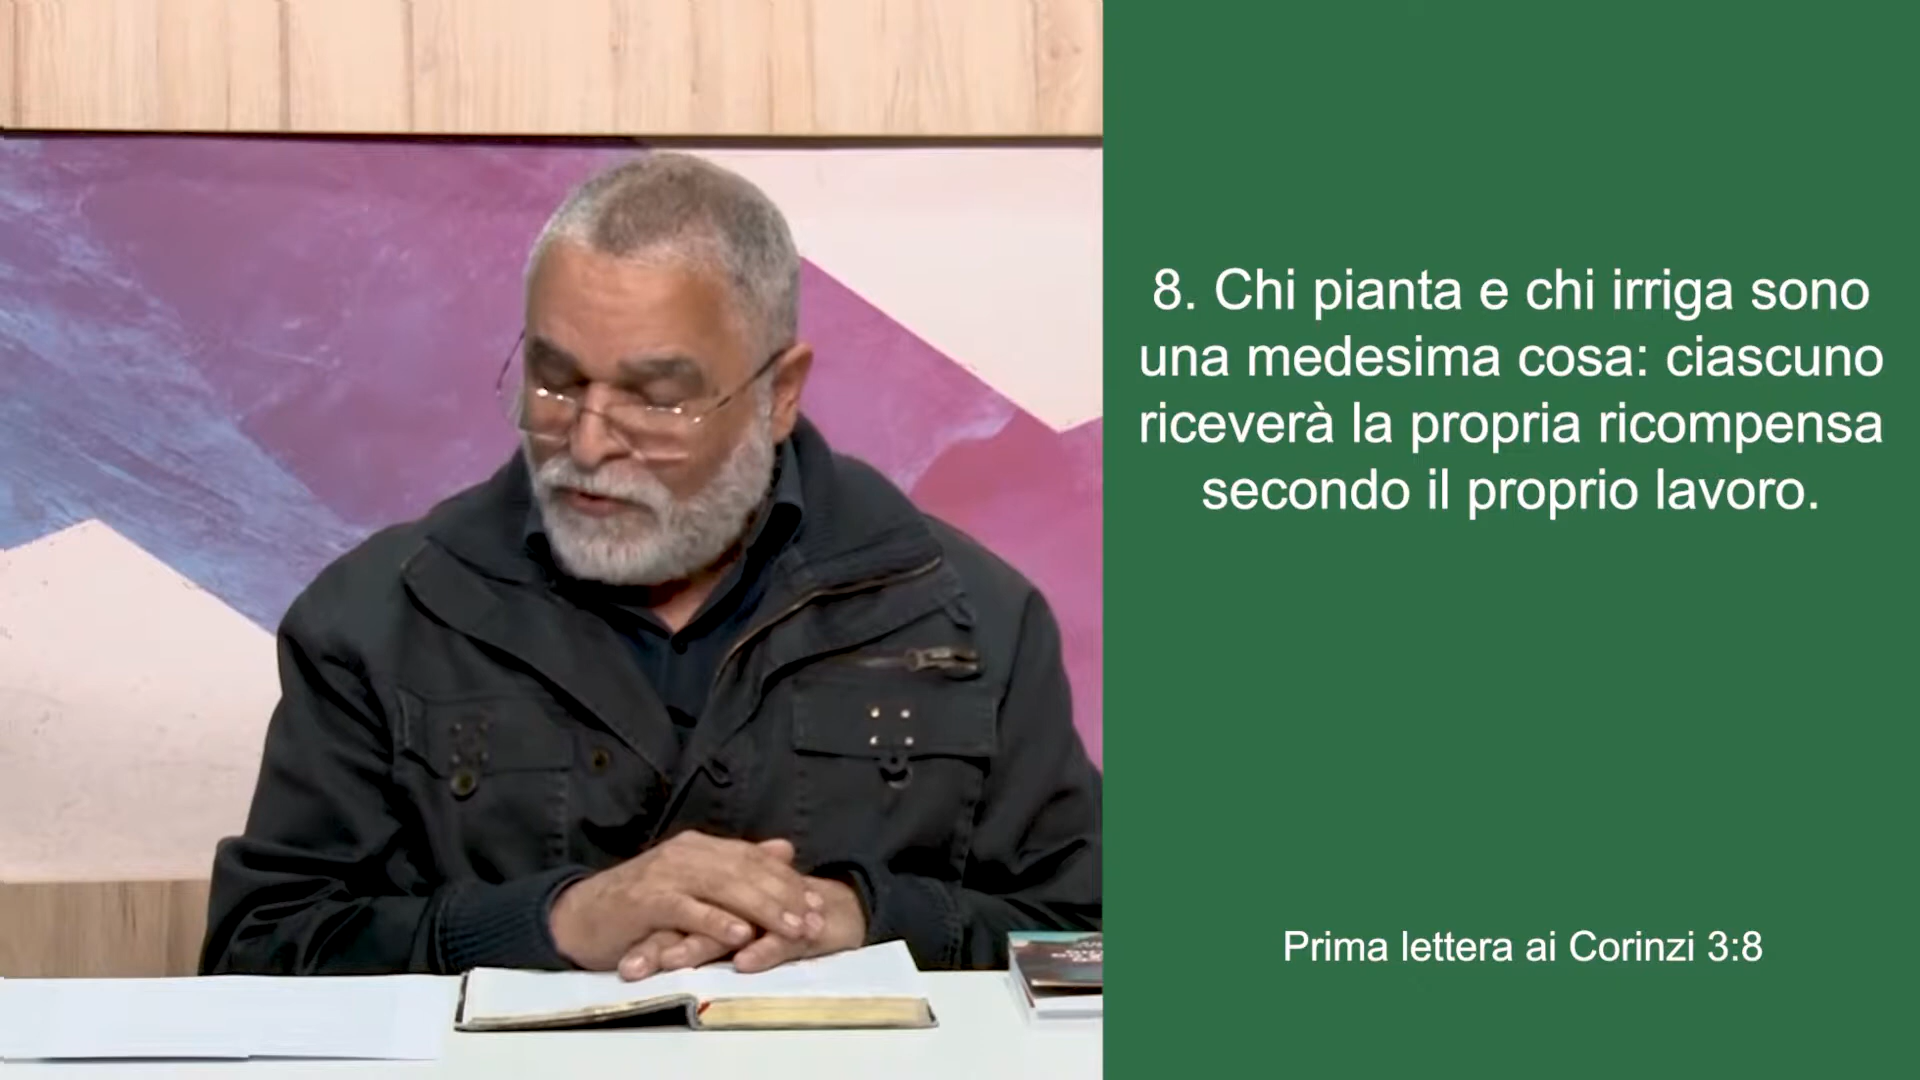 8. Chi pianta e chi irriga sono
una medesima cosa: ciascuno
riceverà la propria ricompensa
secondo il proprio lavoro.
Prima lettera ai Corinzi 3:8